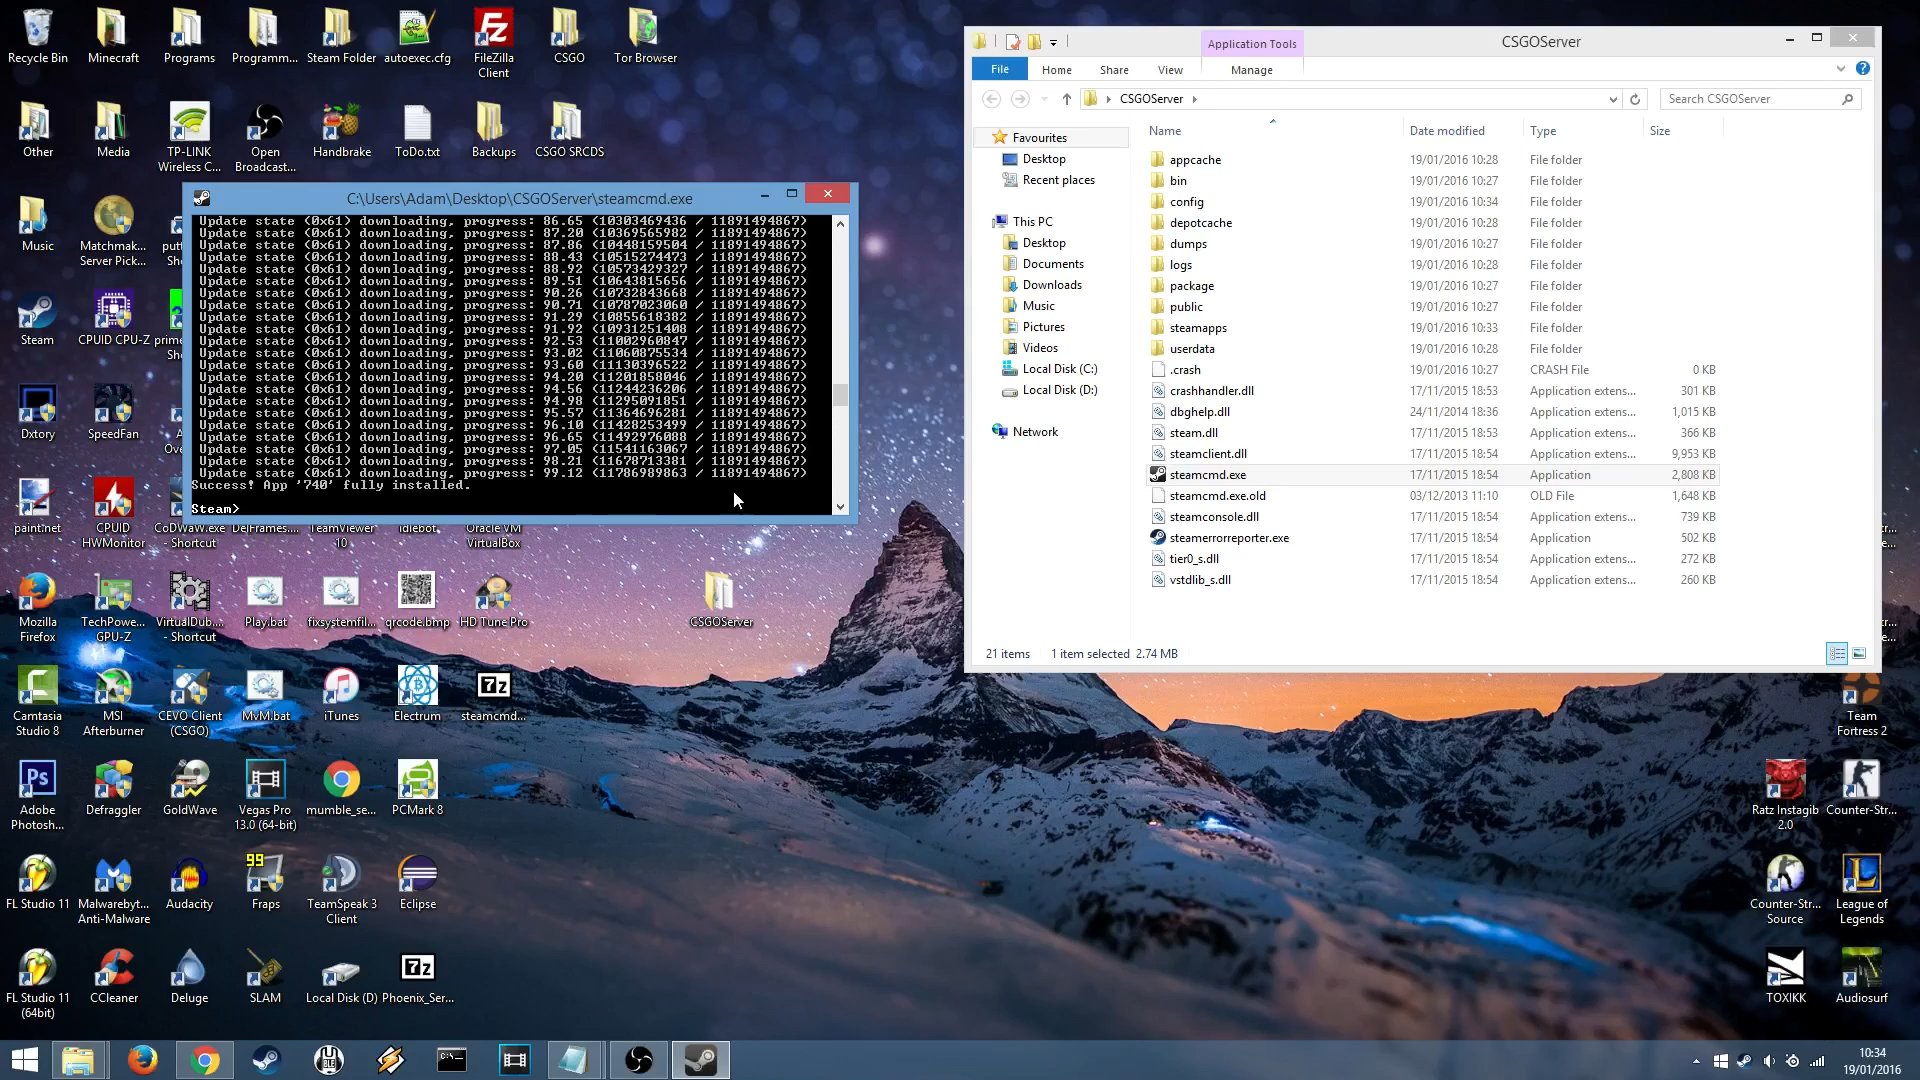 Recycle Bin
Minecraft
Programs
Programm...
Steam Folder
autoexec.cfg
FileZilla
Client
CSGO
Tor Browser
Other
Media
TP-LINK
Wireless C...
Open
Broadcast...
Handbrake
ToDo.txt
Backups
CSGO SRCDS
Music
Matchmak...
Server Pick...
Steam
CPUID CPU-Z
Dxtory
SpeedFan
paint.net
CPUID
HWMonitor
CoDWaW.exe
- Shortcut
DelFrames....
TeamViewer
10
idlebot
Oracle VM
VirtualBox
C:\Users\Adam\Desktop\CSGOServer\steamcmd.exe
Update state (0x61) downloading, progress: 86.65 (10303469436 / 11891494867)
Update state (0x61) downloading, progress: 87.20 (10369565982 / 11891494867)
Update state (0x61) downloading, progress: 87.86 (10448159504 / 11891494867)
Update state (0x61) downloading, progress: 88.43 (10515274473 / 11891494867)
Update state (0x61) downloading, progress: 88.92 (10573429327 / 11891494867)
Update state (0x61) downloading, progress: 89.51 (10643815656 / 11891494867)
Update state (0x61) downloading, progress: 90.26 (10732843668 / 11891494867)
Update state (0x61) downloading, progress: 90.71 (10787023060 / 11891494867)
Update state (0x61) downloading, progress: 91.29 (10855618382 / 11891494867)
Update state (0x61) downloading, progress: 91.92 (10931251408 / 11891494867)
Update state (0x61) downloading, progress: 92.53 (11002960847 / 11891494867)
Update state (0x61) downloading, progress: 93.02 (11060875534 / 11891494867)
Update state (0x61) downloading, progress: 93.60 (11130396522 / 11891494867)
Update state (0x61) downloading, progress: 94.20 (11201858046 / 11891494867)
Update state (0x61) downloading, progress: 94.56 (11244236206 / 11891494867)
Update state (0x61) downloading, progress: 94.98 (11295091851 / 11891494867)
Update state (0x61) downloading, progress: 95.57 (11364696281 / 11891494867)
Update state (0x61) downloading, progress: 96.10 (11428253499 / 11891494867)
Update state (0x61) downloading, progress: 96.65 (11492976088 / 11891494867)
Update state (0x61) downloading, progress: 97.05 (11541163067 / 11891494867)
Update state (0x61) downloading, progress: 98.21 (11678713381 / 11891494867)
Update state (0x61) downloading, progress: 99.12 (11786989863 / 11891494867)
Success! App '740' fully installed.
Steam>
Mozilla
Firefox
TechPowe...
GPU-Z
VirtualDub...
- Shortcut
Play.bat
fixsystemfil...
qrcode.bmp
HD Tune Pro
CSGOServer
Camtasia
Studio 8
MSI
Afterburner
CEVO Client
(CSGO)
MvM.bat
iTunes
Electrum
7z
steamcmd...
Ps
Adobe
Photosh...
Defraggler
GoldWave
Vegas Pro
13.0 (64-bit)
mumble_se...
PCMark 8
FL Studio 11
Malwarebyt...
Anti-Malware
Audacity
99
Fraps
TeamSpeak 3
Client
Eclipse
FL Studio 11
(64bit)
CCleaner
Deluge
SLAM
Local Disk (D)
7z
Phoenix_Ser...
Application Tools
CSGOServer
File
Home
Share
View
Manage
CSGOServer
Search CSGOServer
Favourites
Desktop
Recent places
This PC
Desktop
Documents
Downloads
Music
Pictures
Videos
Local Disk (C:)
Local Disk (D:)
Network
Name Date modified Type Size
appcache 19/01/2016 10:28 File folder
bin 19/01/2016 10:27 File folder
config 19/01/2016 10:34 File folder
depotcache 19/01/2016 10:28 File folder
dumps 19/01/2016 10:27 File folder
logs 19/01/2016 10:28 File folder
package 19/01/2016 10:27 File folder
public 19/01/2016 10:27 File folder
steamapps 19/01/2016 10:33 File folder
userdata 19/01/2016 10:28 File folder
.crash 19/01/2016 10:27 CRASH File 0 KB
crashhandler.dll 17/11/2015 18:53 Application extens... 301 KB
dbghelp.dll 24/11/2014 18:36 Application extens... 1,015 KB
steam.dll 17/11/2015 18:53 Application extens... 366 KB
steamclient.dll 17/11/2015 18:54 Application extens... 9,953 KB
steamcmd.exe 17/11/2015 18:54 Application 2,808 KB
steamcmd.exe.old 03/12/2013 11:10 OLD File 1,648 KB
steamconsole.dll 17/11/2015 18:54 Application extens... 739 KB
steamerrorreporter.exe 17/11/2015 18:54 Application 502 KB
tier0_s.dll 17/11/2015 18:54 Application extens... 272 KB
vstdlib_s.dll 17/11/2015 18:54 Application extens... 260 KB
21 items 1 item selected 2.74 MB
Team
Fortress 2
Ratz Instagib
2.0
Counter-Str...
Counter-Str...
Source
League of
Legends
TOXIKK
Audiosurf
10:34
19/01/2016